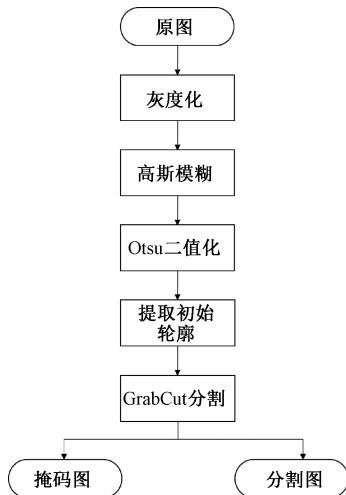 原图
灰度化
高斯模糊
Otsu二值化
提取初始
轮廓
GrabCut分割
掩码图
分割图